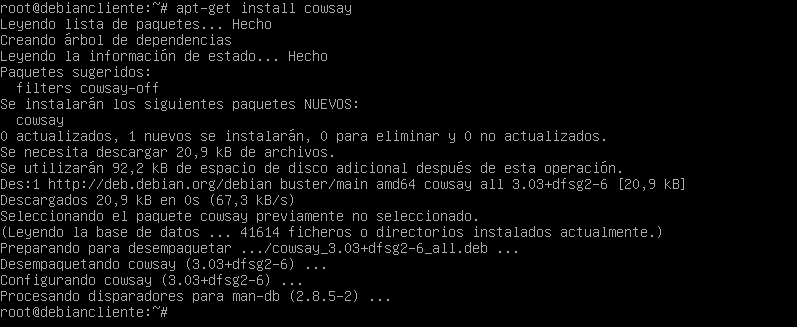 root@debiancliente:~# apt-get install cowsay
Leyendo lista de paquetes... Hecho
Creando árbol de dependencias
Leyendo la información de estado... Hecho
Paquetes sugeridos:
  filters cowsay-off
Se instalarán los siguientes paquetes NUEVOS:
  cowsay
0 actualizados, 1 nuevos se instalarán, 0 para eliminar y 0 no actualizados.
Se necesita descargar 20,9 kB de archivos.
Se utilizarán 92,2 kB de espacio de disco adicional después de esta operación.
Des:1 http://deb.debian.org/debian buster/main amd64 cowsay all 3.03+dfsg2-6 [20,9 kB]
Descargados 20,9 kB en 0s (67,3 kB/s)
Seleccionando el paquete cowsay previamente no seleccionado.
(Leyendo la base de datos ... 41614 ficheros o directorios instalados actualmente.)
Preparando para desempaquetar .../cowsay_3.03+dfsg2-6_all.deb ...
Desempaquetando cowsay (3.03+dfsg2-6) ...
Configurando cowsay (3.03+dfsg2-6) ...
Procesando disparadores para man-db (2.8.5-2) ...
root@debiancliente:~#